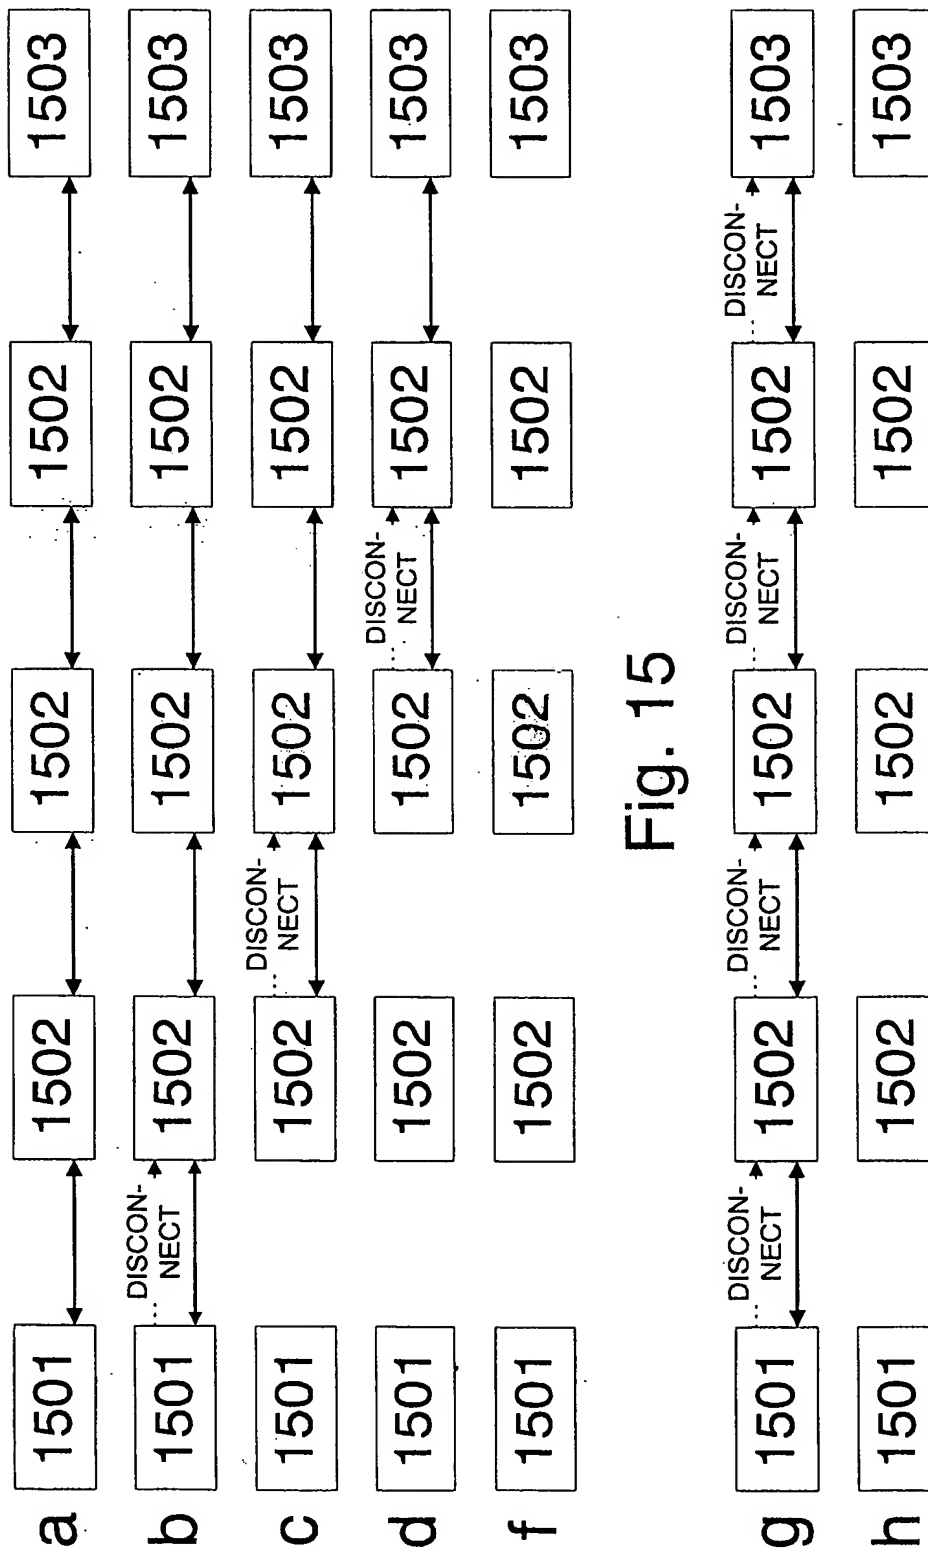 a 1501 1502 1502 1502 1503
b 1501
DISCON-
NECT
1502 1502 1502 1503
c 1501 1502
DISCON-
NECT
1502 1502 1503
d 1501 1502 1502
DISCON-
NECT
1502 1503
f 1501 1502 1502 1502 1503
Fig. 15
g 1501
DISCON-
NECT
1502
DISCON-
NECT
1502
DISCON-
NECT
1502
DISCON-
NECT
1503
h 1501 1502 1502 1502 1503